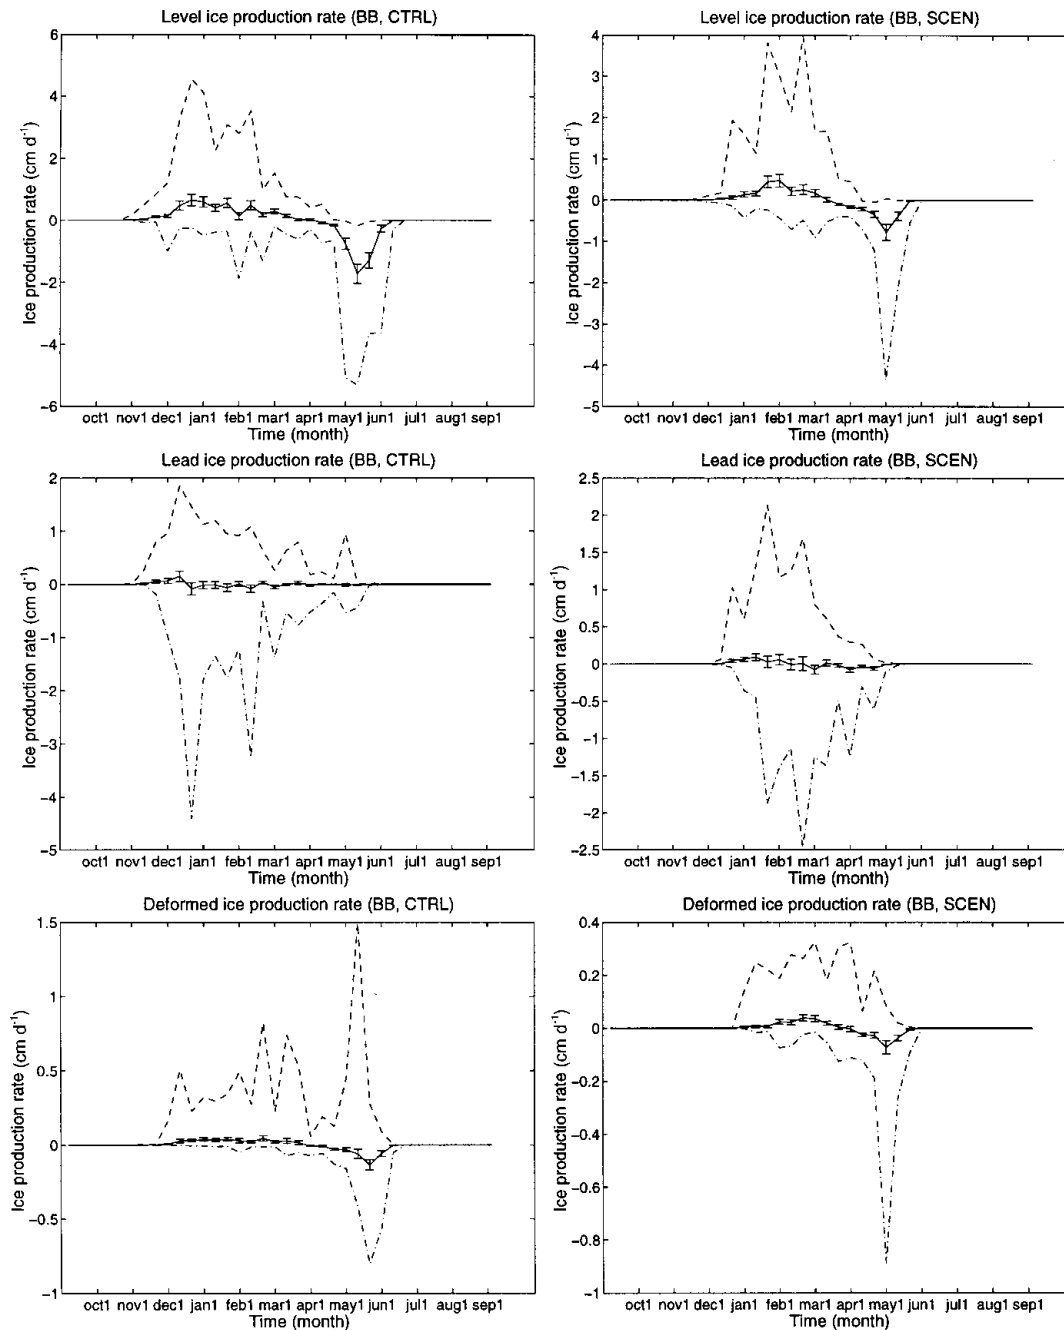 Level ice production rate (BB, CTRL)
6
4
2
0
−2
−4
−6
Ice production rate (cm d⁻¹)
oct1 nov1 dec1 jan1 feb1 mar1 apr1 may1 jun1 jul1 aug1 sep1
Time (month)
Level ice production rate (BB, SCEN)
4
3
2
1
0
−1
−2
−3
−4
−5
Ice production rate (cm d⁻¹)
oct1 nov1 dec1 jan1 feb1 mar1 apr1 may1 jun1 jul1 aug1 sep1
Time (month)
Lead ice production rate (BB, CTRL)
2
1
0
−1
−2
−3
−4
−5
Ice production rate (cm d⁻¹)
oct1 nov1 dec1 jan1 feb1 mar1 apr1 may1 jun1 jul1 aug1 sep1
Time (month)
Lead ice production rate (BB, SCEN)
2.5
2
1.5
1
0.5
0
−0.5
−1
−1.5
−2
−2.5
Ice production rate (cm d⁻¹)
oct1 nov1 dec1 jan1 feb1 mar1 apr1 may1 jun1 jul1 aug1 sep1
Time (month)
Deformed ice production rate (BB, CTRL)
1.5
1
0.5
0
−0.5
−1
Ice production rate (cm d⁻¹)
oct1 nov1 dec1 jan1 feb1 mar1 apr1 may1 jun1 jul1 aug1 sep1
Time (month)
Deformed ice production rate (BB, SCEN)
0.4
0.2
0
−0.2
−0.4
−0.6
−0.8
−1
Ice production rate (cm d⁻¹)
oct1 nov1 dec1 jan1 feb1 mar1 apr1 may1 jun1 jul1 aug1 sep1
Time (month)